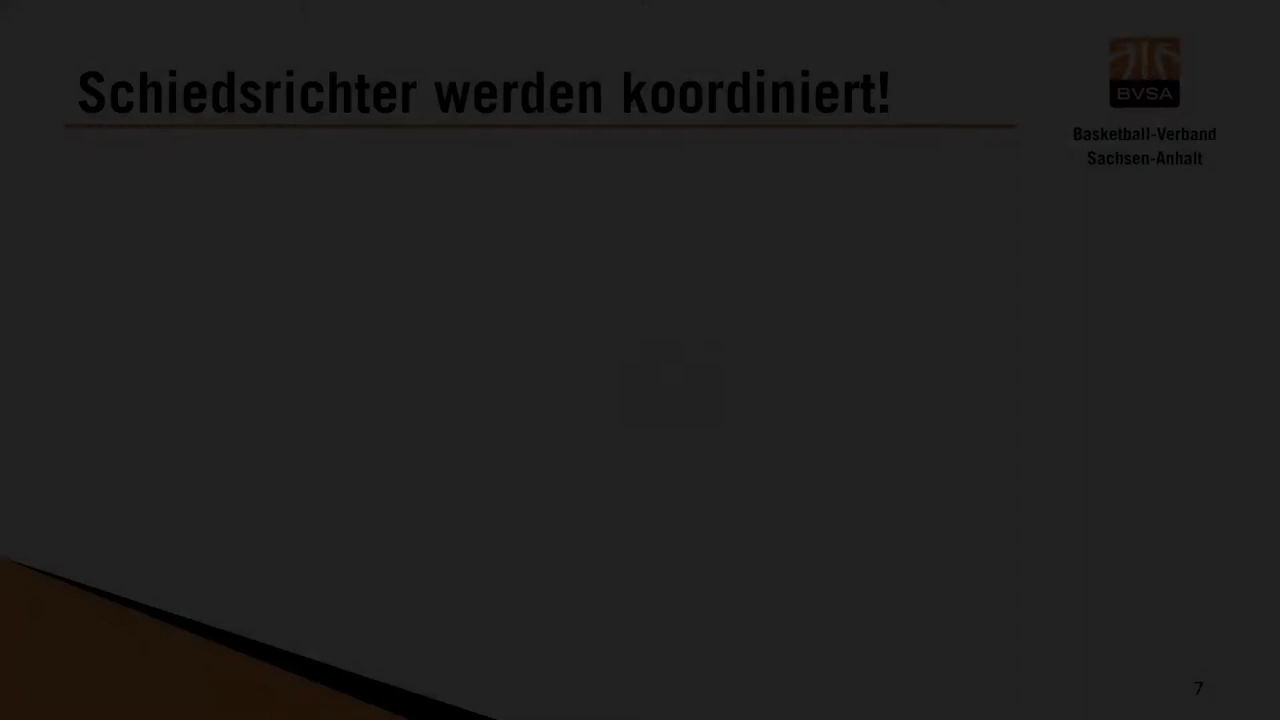 Schiedsrichter werden koordiniert!
BVSA
Basketball-Verband
Sachsen-Anhalt
7